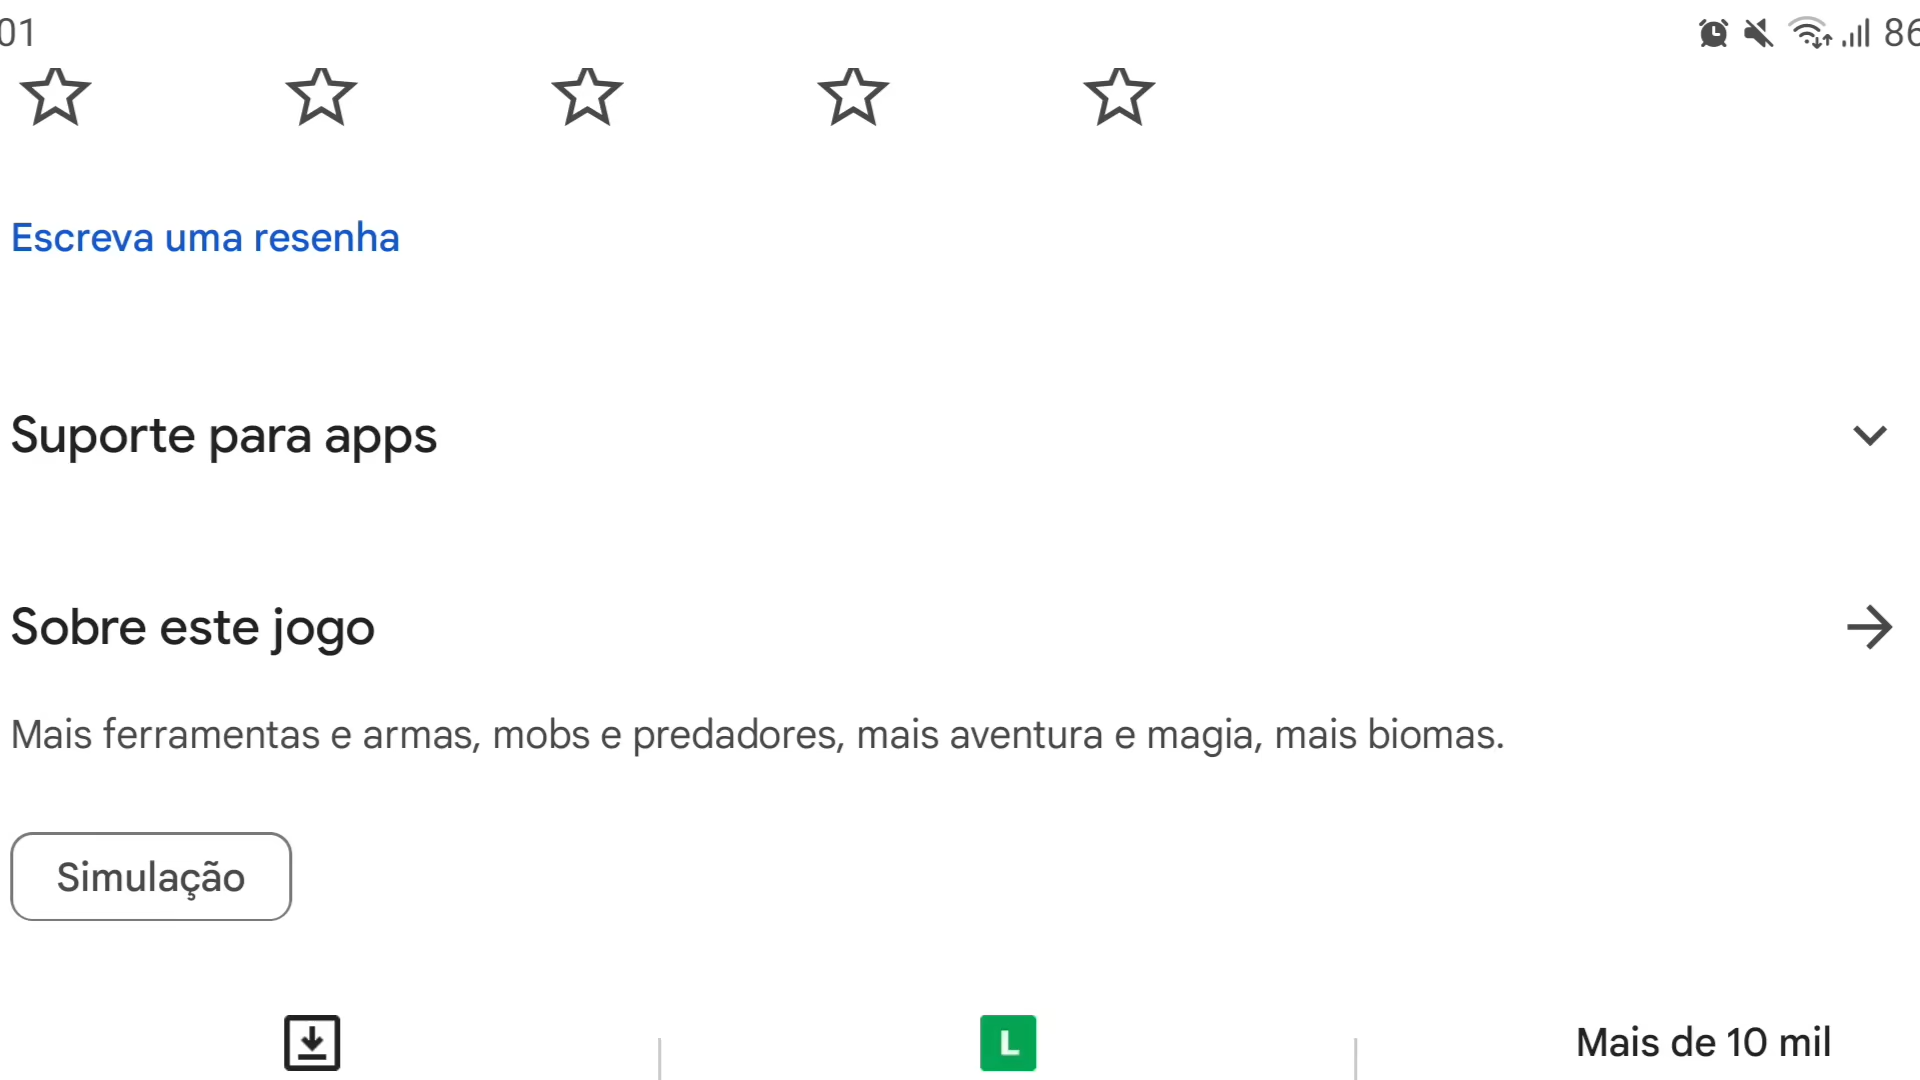 01
86
Escreva uma resenha
Suporte para apps
Sobre este jogo
Mais ferramentas e armas, mobs e predadores, mais aventura e magia, mais biomas.
Simulação
L
Mais de 10 mil